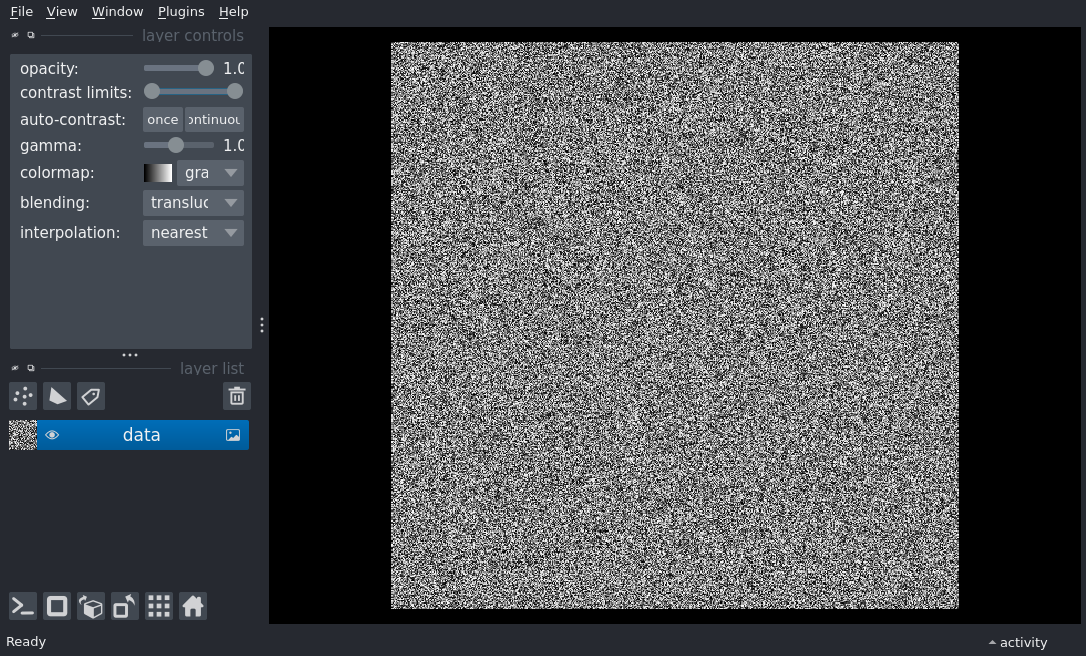 File View Window Plugins Help
layer controls
opacity: 1.0
contrast limits:
auto-contrast: once ontinuou
gamma: 1.0
colormap: gra
blending: transluc
interpolation: nearest
layer list
data
Ready activity